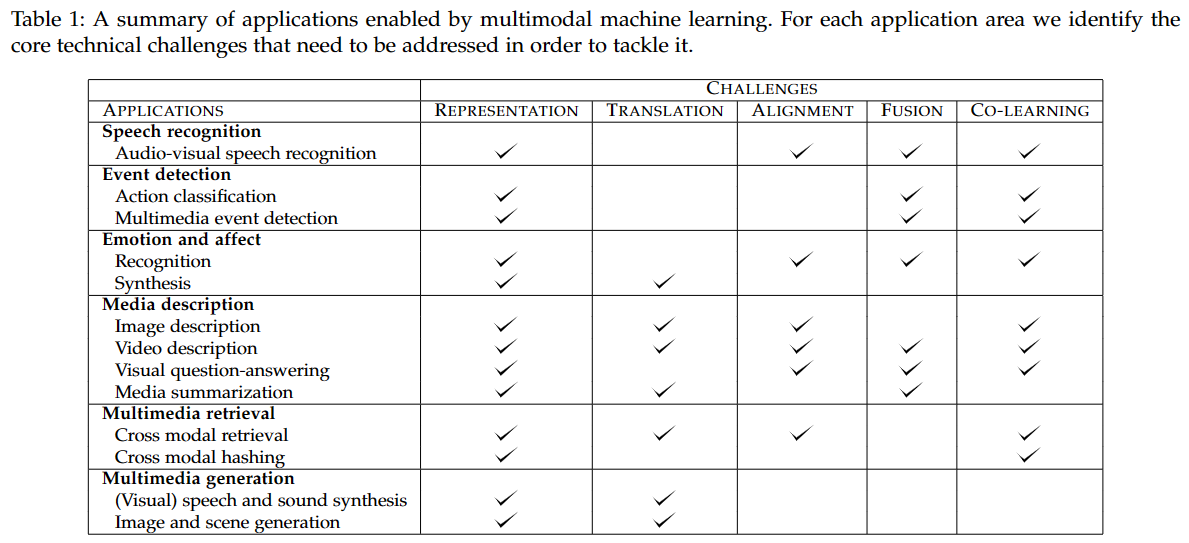 Table 1: A summary of applications enabled by multimodal machine learning. For each application area we identify the
core technical challenges that need to be addressed in order to tackle it.
CHALLENGES
APPLICATIONS REPRESENTATION TRANSLATION ALIGNMENT FUSION CO-LEARNING
Speech recognition
Audio-visual speech recognition ✓ ✓ ✓ ✓
Event detection
Action classification ✓ ✓ ✓
Multimedia event detection ✓ ✓ ✓
Emotion and affect
Recognition ✓ ✓ ✓ ✓
Synthesis ✓ ✓
Media description
Image description ✓ ✓ ✓ ✓
Video description ✓ ✓ ✓ ✓ ✓
Visual question-answering ✓ ✓ ✓ ✓
Media summarization ✓ ✓ ✓
Multimedia retrieval
Cross modal retrieval ✓ ✓ ✓ ✓
Cross modal hashing ✓ ✓
Multimedia generation
(Visual) speech and sound synthesis ✓ ✓
Image and scene generation ✓ ✓